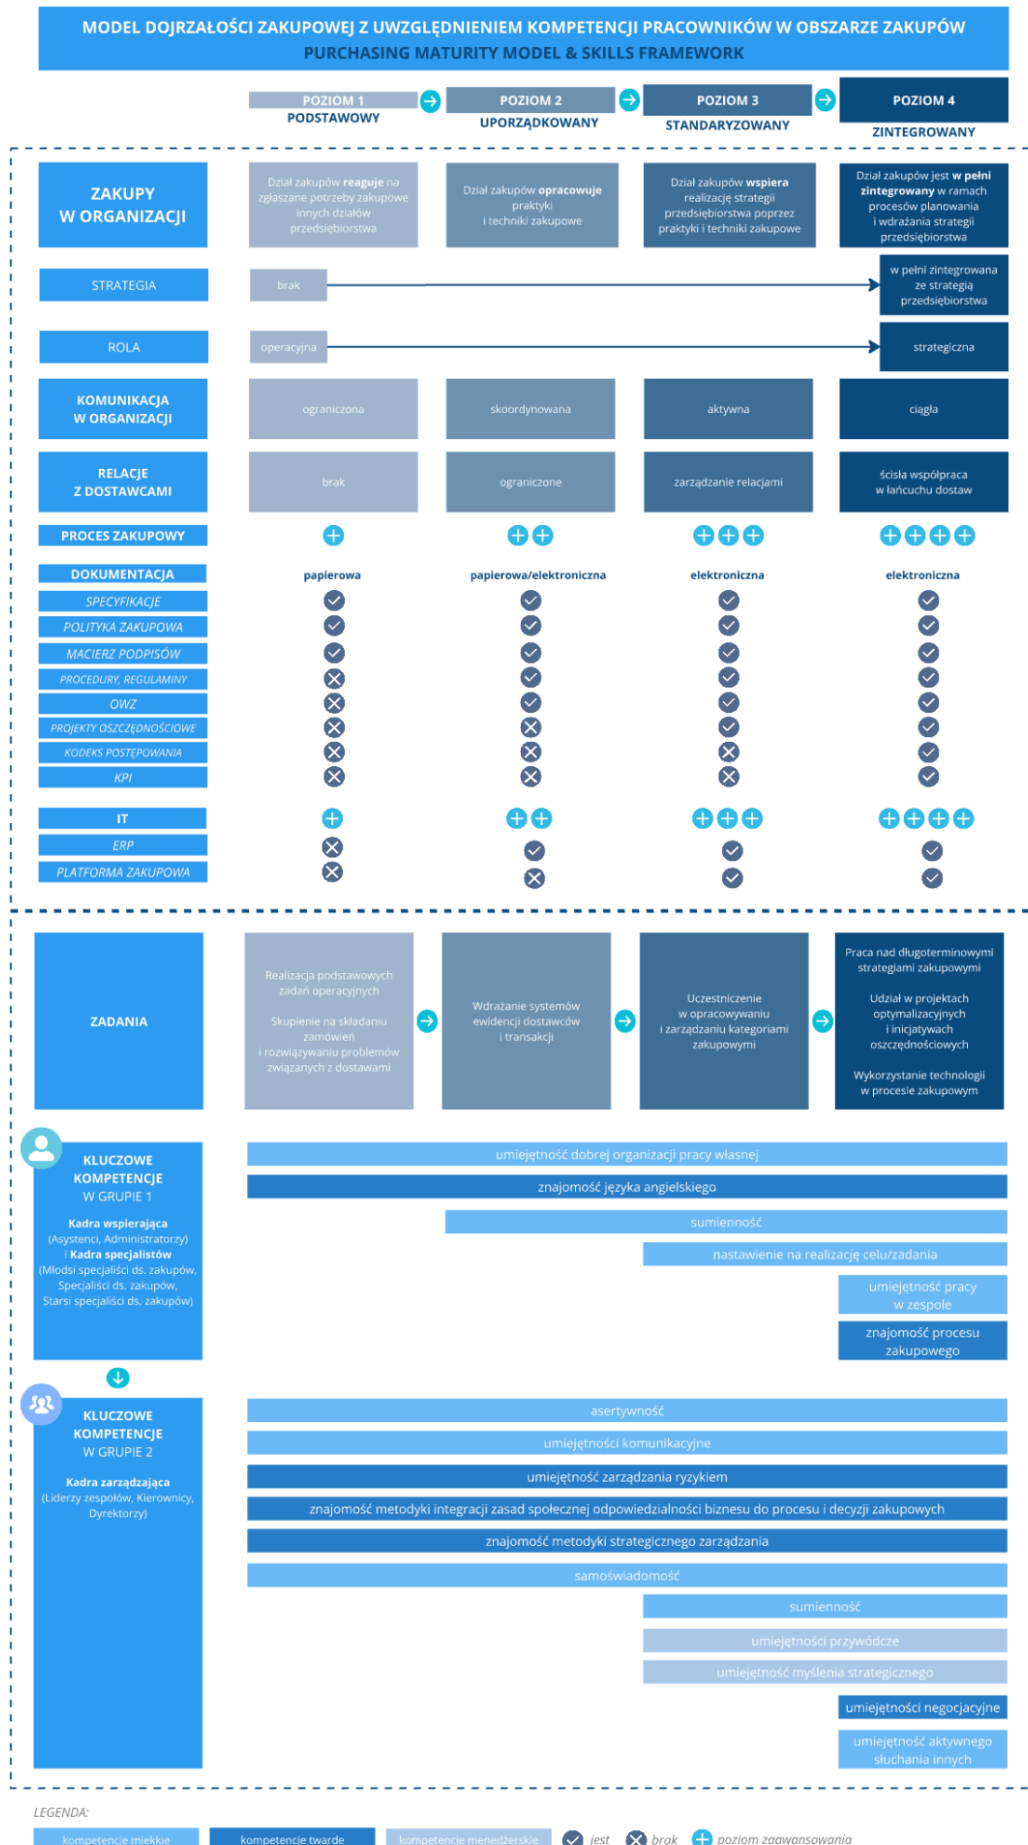 MODEL DOJRZAŁOŚCI ZAKUPOWEJ Z UWZGLĘDNIENIEM KOMPETENCJI PRACOWNIKÓW W OBSZARZE ZAKUPÓW
PURCHASING MATURITY MODEL & SKILLS FRAMEWORK
POZIOM 1
PODSTAWOWY
POZIOM 2
UPORZĄDKOWANY
POZIOM 3
STANDARYZOWANY
POZIOM 4
ZINTEGROWANY
ZAKUPY
W ORGANIZACJI
Dział zakupów reaguje na
zgłaszane potrzeby zakupowe
innych działów
przedsiębiorstwa
Dział zakupów opracowuje
praktyki
i techniki zakupowe
Dział zakupów wspiera
realizację strategii
przedsiębiorstwa poprzez
praktyki i techniki zakupowe
Dział zakupów jest w pełni
zintegrowany w ramach
procesów planowania
i wdrażania strategii
przedsiębiorstwa
STRATEGIA
brak
w pełni zintegrowana
ze strategią
przedsiębiorstwa
ROLA
operacyjna
strategiczna
KOMUNIKACJA
W ORGANIZACJI
ograniczona
skoordynowana
aktywna
ciągła
RELACJE
Z DOSTAWCAMI
brak
ograniczone
zarządzanie relacjami
ścisła współpraca
w łańcuchu dostaw
PROCES ZAKUPOWY
DOKUMENTACJA
papierowa
papierowa/elektroniczna
elektroniczna
elektroniczna
SPECYFIKACJE
POLITYKA ZAKUPOWA
MACIERZ PODPISÓW
PROCEDURY, REGULAMINY
OWZ
PROJEKTY OSZCZĘDNOŚCIOWE
KODEKS POSTĘPOWANIA
KPI
IT
ERP
PLATFORMA ZAKUPOWA
ZADANIA
Realizacja podstawowych
zadań operacyjnych
Skupienie na składaniu
zamówień
i rozwiązywaniu problemów
związanych z dostawami
Wdrażanie systemów
ewidencji dostawców
i transakcji
Uczestniczenie
w opracowywaniu
i zarządzaniu kategoriami
zakupowymi
Praca nad długoterminowymi
strategiami zakupowymi
Udział w projektach
optymalizacyjnych
i inicjatywach
oszczędnościowych
Wykorzystanie technologii
w procesie zakupowym
KLUCZOWE
KOMPETENCJE
W GRUPIE 1
Kadra wspierająca
(Asystenci, Administratorzy)
i Kadra specjalistów
(Młodsi specjaliści ds. zakupów,
Specjaliści ds. zakupów,
Starsi specjaliści ds. zakupów)
umiejętność dobrej organizacji pracy własnej
znajomość języka angielskiego
sumienność
nastawienie na realizację celu/zadania
umiejętność pracy
w zespole
znajomość procesu
zakupowego
KLUCZOWE
KOMPETENCJE
W GRUPIE 2
Kadra zarządzająca
(Liderzy zespołów, Kierownicy,
Dyrektorzy)
asertywność
umiejętności komunikacyjne
umiejętność zarządzania ryzykiem
znajomość metodyki integracji zasad społecznej odpowiedzialności biznesu do procesu i decyzji zakupowych
znajomość metodyki strategicznego zarządzania
samoświadomość
sumienność
umiejętności przywódcze
umiejętność myślenia strategicznego
umiejętności negocjacyjne
umiejętność aktywnego
słuchania innych
LEGENDA:
kompetencje miękkie
kompetencje twarde
kompetencje menedżerskie
jest
brak
poziom zaawansowania